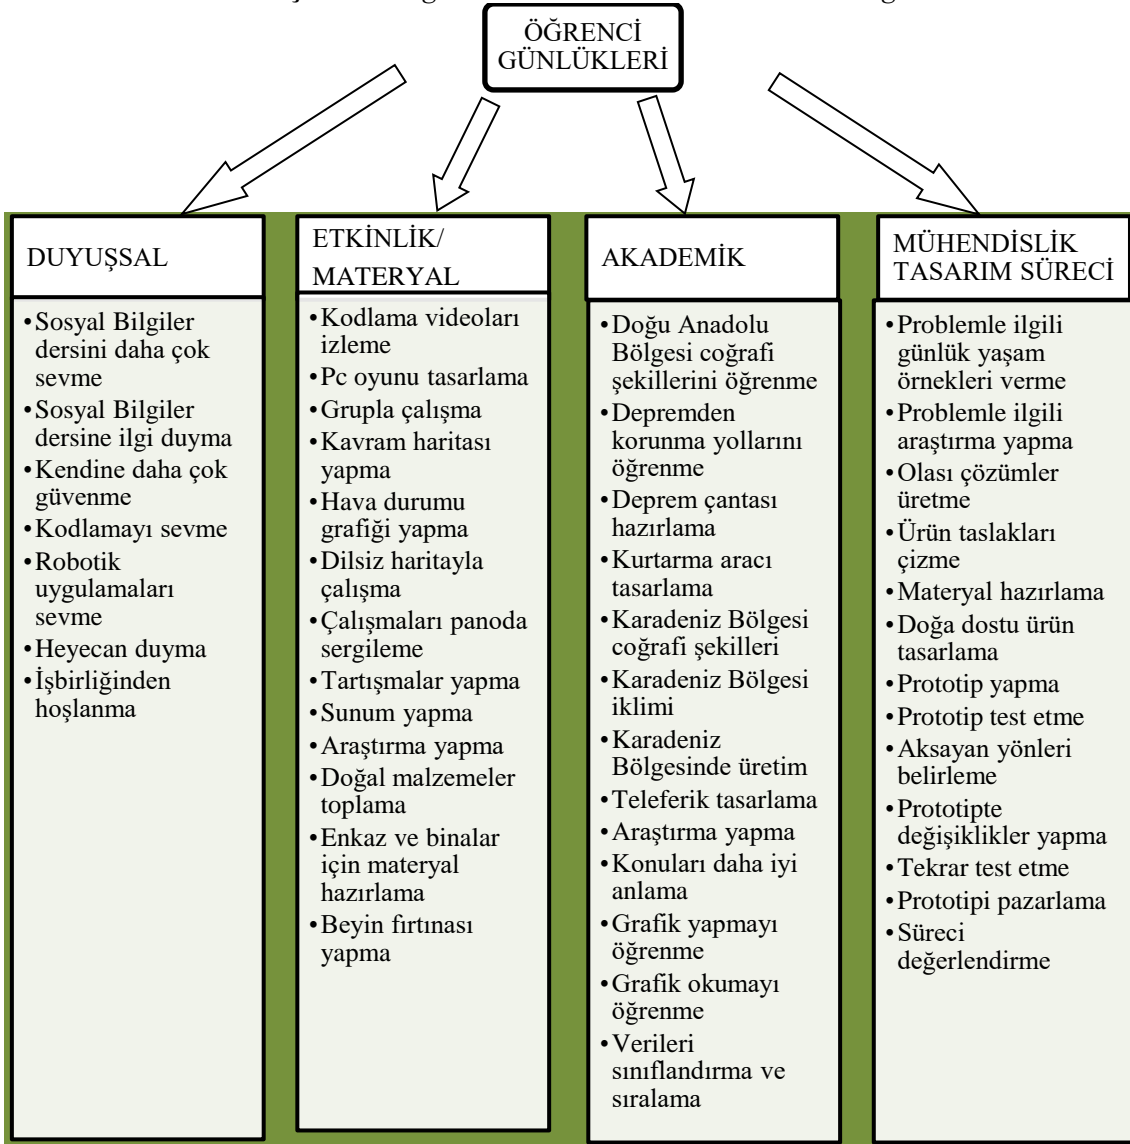 ÖĞRENCİ
GÜNLÜKLERİ
DUYUŞSAL
•Sosyal Bilgiler
dersini daha çok
sevme
•Sosyal Bilgiler
dersine ilgi duyma
•Kendine daha çok
güvenme
•Kodlamayı sevme
•Robotik
uygulamaları
sevme
•Heyecan duyma
•İşbirliğinden
hoşlanma
ETKİNLİK/
MATERYAL
•Kodlama videoları
izleme
•Pc oyunu tasarlama
•Grupla çalışma
•Kavram haritası
yapma
•Hava durumu
grafiği yapma
•Dilsiz haritayla
çalışma
•Çalışmaları panoda
sergileme
•Tartışmalar yapma
•Sunum yapma
•Araştırma yapma
•Doğal malzemeler
toplama
•Enkaz ve binalar
için materyal
hazırlama
•Beyin fırtınası
yapma
AKADEMİK
•Doğu Anadolu
Bölgesi coğrafi
şekillerini öğrenme
•Depremden
korunma yollarını
öğrenme
•Deprem çantası
hazırlama
•Kurtarma aracı
tasarlama
•Karadeniz Bölgesi
coğrafi şekilleri
•Karadeniz Bölgesi
iklimi
•Karadeniz
Bölgesinde üretim
•Teleferik tasarlama
•Araştırma yapma
•Konuları daha iyi
anlama
•Grafik yapmayı
öğrenme
•Grafik okumayı
öğrenme
•Verileri
sınıflandırma ve
sıralama
MÜHENDİSLİK
TASARIM SÜRECİ
•Problemle ilgili
günlük yaşam
örnekleri verme
•Problemle ilgili
araştırma yapma
•Olası çözümler
üretme
•Ürün taslakları
çizme
•Materyal hazırlama
•Doğa dostu ürün
tasarlama
•Prototip yapma
•Prototip test etme
•Aksayan yönleri
belirleme
•Prototipte
değişiklikler yapma
•Tekrar test etme
•Prototipi pazarlama
•Süreci
değerlendirme